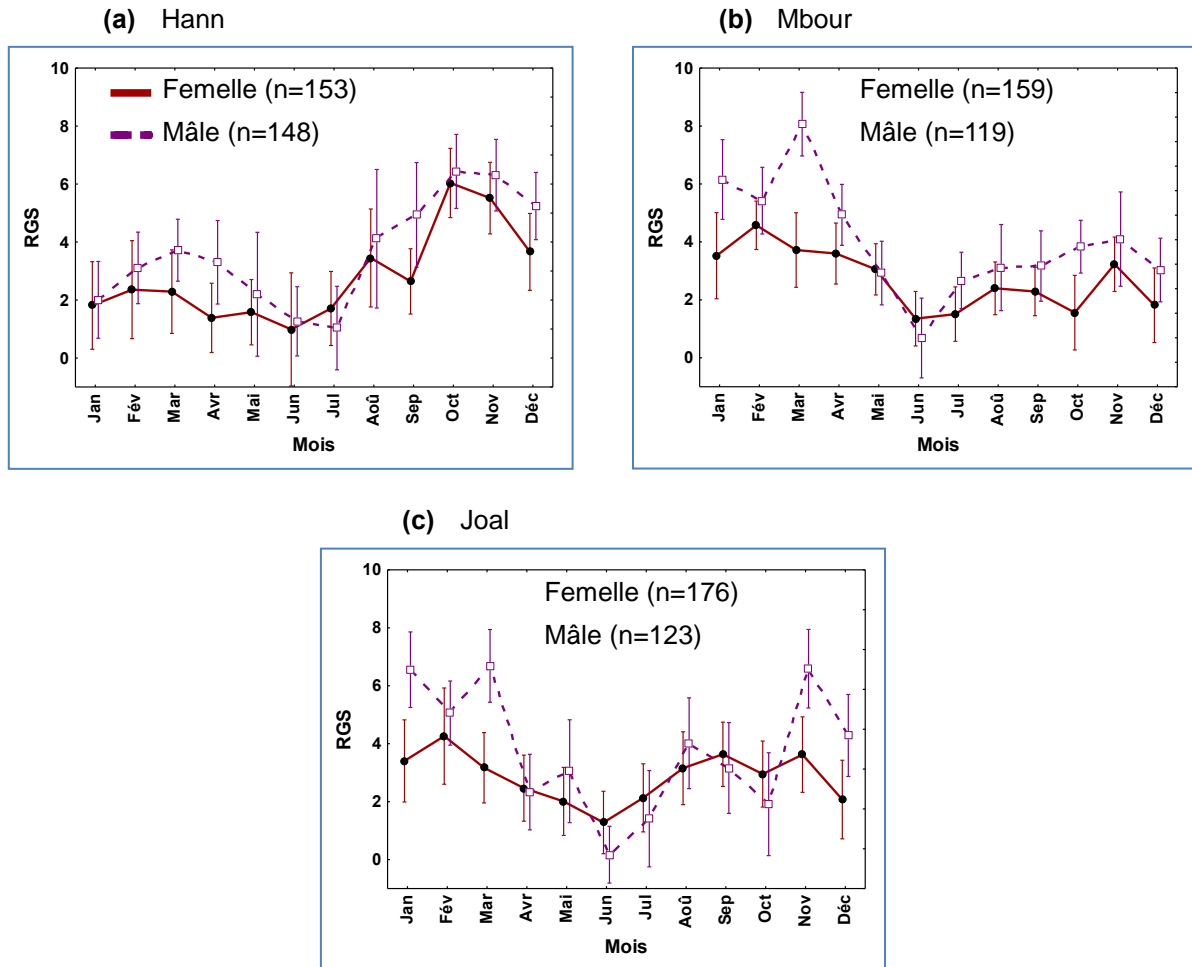 (a) Hann
10
8
6
4
2
0
RGS
Femelle (n=153)
Mâle (n=148)
Jan Fév Mar Avr Mai Jun Jul Aoû Sep Oct Nov Déc
Mois
(b) Mbour
10
8
6
4
2
0
RGS
Femelle (n=159)
Mâle (n=119)
Jan Fév Mar Avr Mai Jun Jul Aoû Sep Oct Nov Déc
Mois
(c) Joal
10
8
6
4
2
0
RGS
Femelle (n=176)
Mâle (n=123)
Jan Fév Mar Avr Mai Jun Jul Aoû Sep Oct Nov Déc
Mois